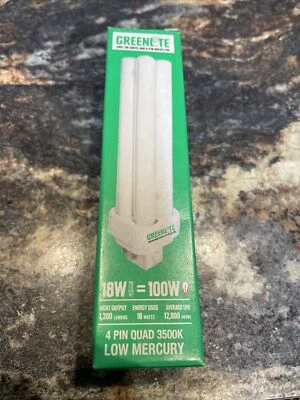 GREENLITE
GREENLITE
18W = 100W
LIGHT OUTPUT ENERGY USED AVERAGE LIFE
1,200 LUMENS 18 WATTS 12,000 HOURS
4 PIN QUAD 3500K
LOW MERCURY